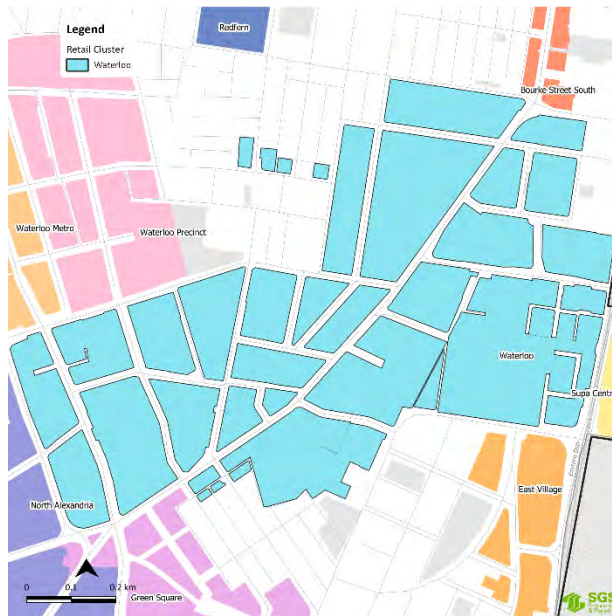 Legend
Retail Cluster
Waterloo
Redfern
Bourke Street South
Waterloo Metro
Waterloo Precinct
Waterloo
Supa Centr
East Village
North Alexandria
0 0.1 0.2 km
Green Square
SGS